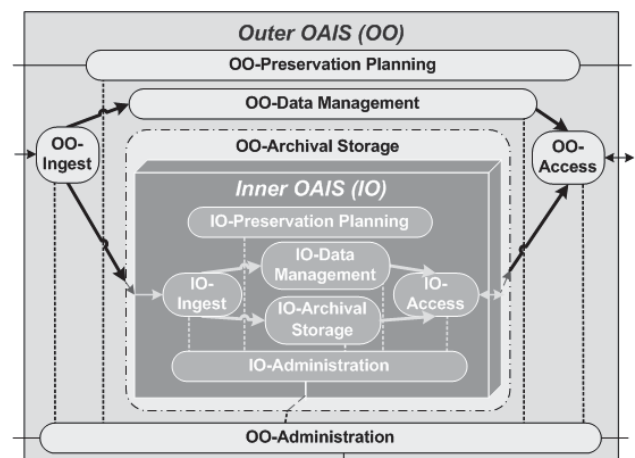 Outer OAIS (OO)
OO-Preservation Planning
OO-Data Management
OO-
Ingest
OO-Archival Storage
OO-
Access
Inner OAIS (IO)
IO-Preservation Planning
IO-Data
Management
IO-
Ingest
IO-
Access
IO-Archival
Storage
IO-Administration
OO-Administration